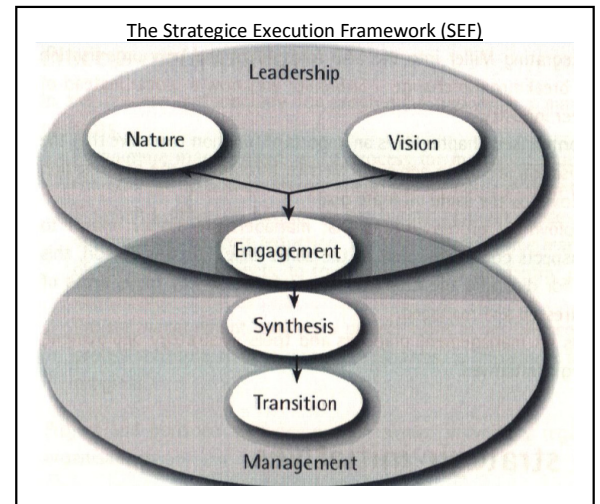 The Strategice Execution Framework (SEF)
Leadership
Nature Vision
Engagement
Synthesis
Transition
Management